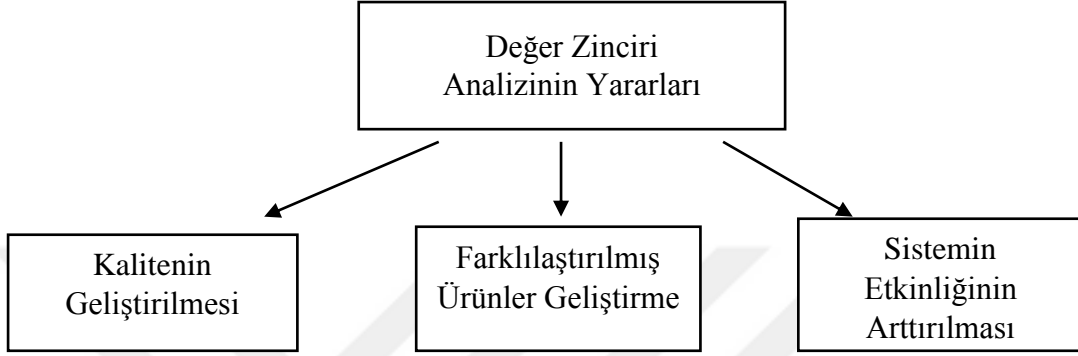 Değer Zinciri
Analizinin Yararları
Kalitenin
Geliştirilmesi
Farklılaştırılmış
Ürünler Geliştirme
Sistemin
Etkinliğinin
Arttırılması